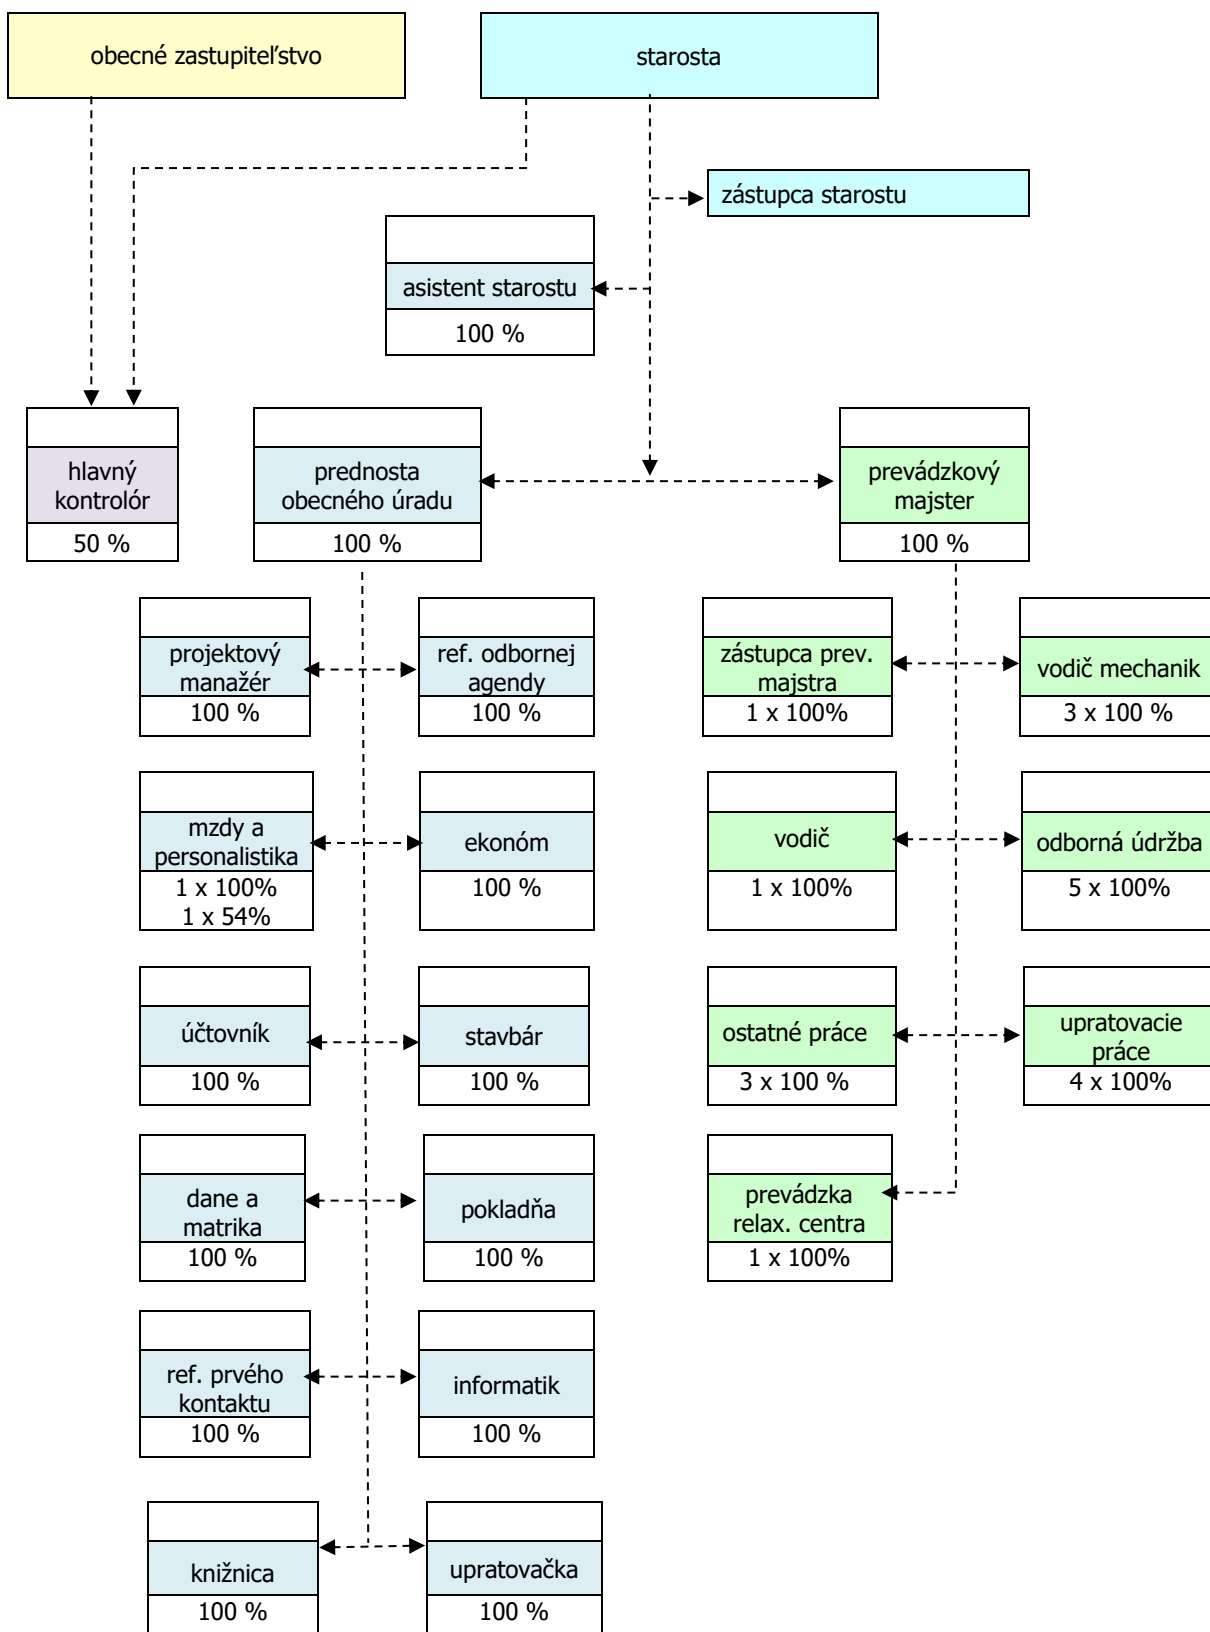 obecné zastupiteľstvo
starosta
zástupca starostu
asistent starostu
100 %
hlavný
kontrolór
50 %
prednosta
obecného úradu
100 %
prevádzkový
majster
100 %
projektový
manažér
100 %
ref. odbornej
agendy
100 %
zástupca prev.
majstra
1 x 100%
vodič mechanik
3 x 100 %
mzdy a
personalistika
1 x 100%
1 x 54%
ekonóm
100 %
vodič
1 x 100%
odborná údržba
5 x 100%
účtovník
100 %
stavbár
100 %
ostatné práce
3 x 100 %
upratovacie
práce
4 x 100%
dane a
matrika
100 %
pokladňa
100 %
prevádzka
relax. centra
1 x 100%
ref. prvého
kontaktu
100 %
informatik
100 %
knižnica
100 %
upratovačka
100 %